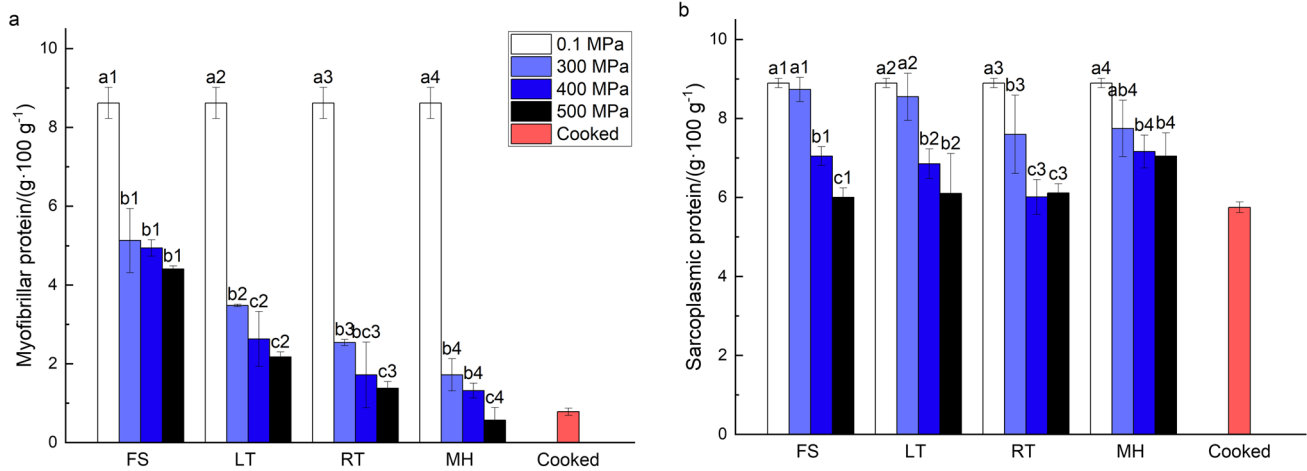 a
Myofibrillar protein/(g·100 g⁻¹)
10
8
6
4
2
0
0.1 MPa
300 MPa
400 MPa
500 MPa
Cooked
a1
b1
b1
b1
a2
b2
c2
c2
a3
b3
bc3
c3
a4
b4
b4
c4
FS
LT
RT
MH
Cooked
b
Sarcoplasmic protein/(g·100 g⁻¹)
10
8
6
4
2
0
a1
a1
b1
c1
a2
a2
b2
b2
a3
b3
c3
c3
a4
ab4
b4
b4
FS
LT
RT
MH
Cooked